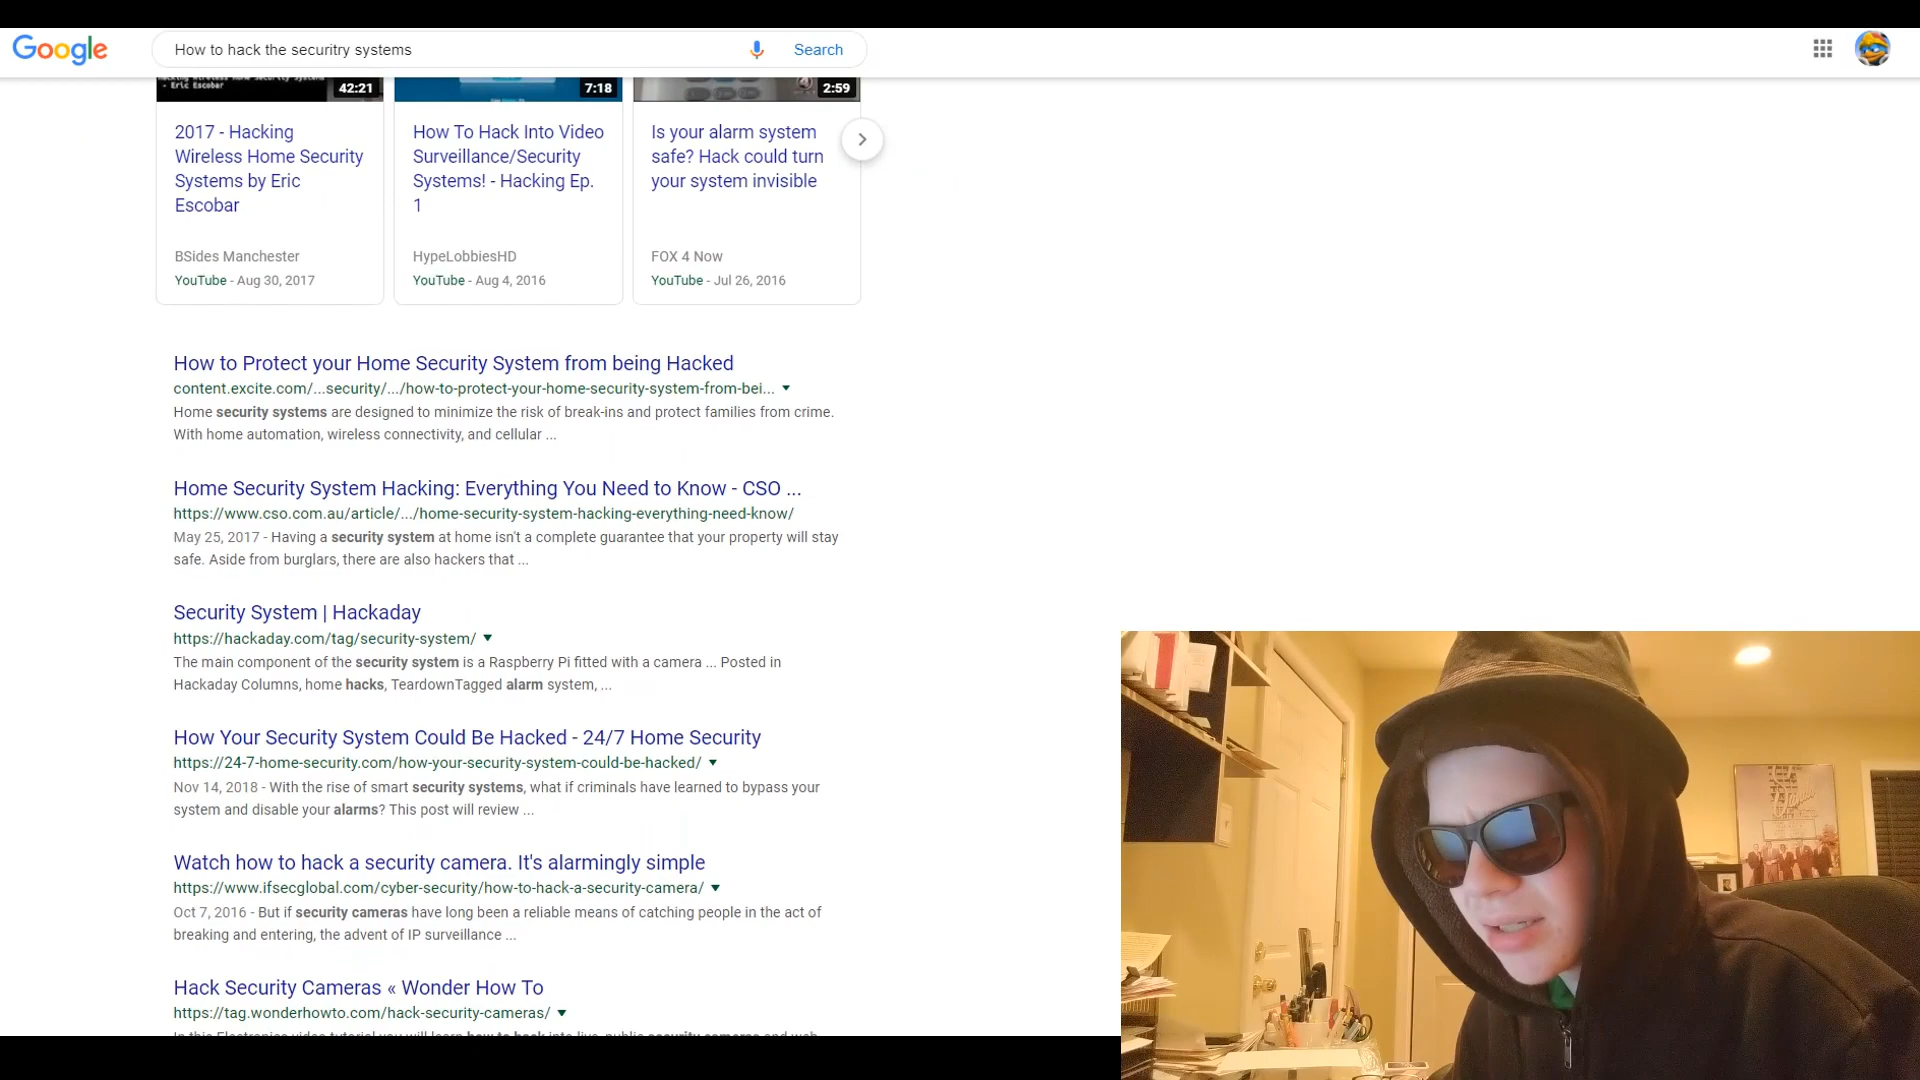 Google
How to hack the securitry systems
Search
- Eric Escobar
42:21
7:18
2:59
2017 - Hacking
Wireless Home Security
Systems by Eric
Escobar
BSides Manchester
YouTube - Aug 30, 2017
How To Hack Into Video
Surveillance/Security
Systems! - Hacking Ep.
1
HypeLobbiesHD
YouTube - Aug 4, 2016
Is your alarm system
safe? Hack could turn
your system invisible
FOX 4 Now
YouTube - Jul 26, 2016
How to Protect your Home Security System from being Hacked
content.excite.com/...security/.../how-to-protect-your-home-security-system-from-bei...
Home security systems are designed to minimize the risk of break-ins and protect families from crime.
With home automation, wireless connectivity, and cellular ...
Home Security System Hacking: Everything You Need to Know - CSO ...
https://www.cso.com.au/article/.../home-security-system-hacking-everything-need-know/
May 25, 2017 - Having a security system at home isn't a complete guarantee that your property will stay
safe. Aside from burglars, there are also hackers that ...
Security System | Hackaday
https://hackaday.com/tag/security-system/
The main component of the security system is a Raspberry Pi fitted with a camera ... Posted in
Hackaday Columns, home hacks, TeardownTagged alarm system, ...
How Your Security System Could Be Hacked - 24/7 Home Security
https://24-7-home-security.com/how-your-security-system-could-be-hacked/
Nov 14, 2018 - With the rise of smart security systems, what if criminals have learned to bypass your
system and disable your alarms? This post will review ...
Watch how to hack a security camera. It's alarmingly simple
https://www.ifsecglobal.com/cyber-security/how-to-hack-a-security-camera/
Oct 7, 2016 - But if security cameras have long been a reliable means of catching people in the act of
breaking and entering, the advent of IP surveillance ...
Hack Security Cameras « Wonder How To
https://tag.wonderhowto.com/hack-security-cameras/